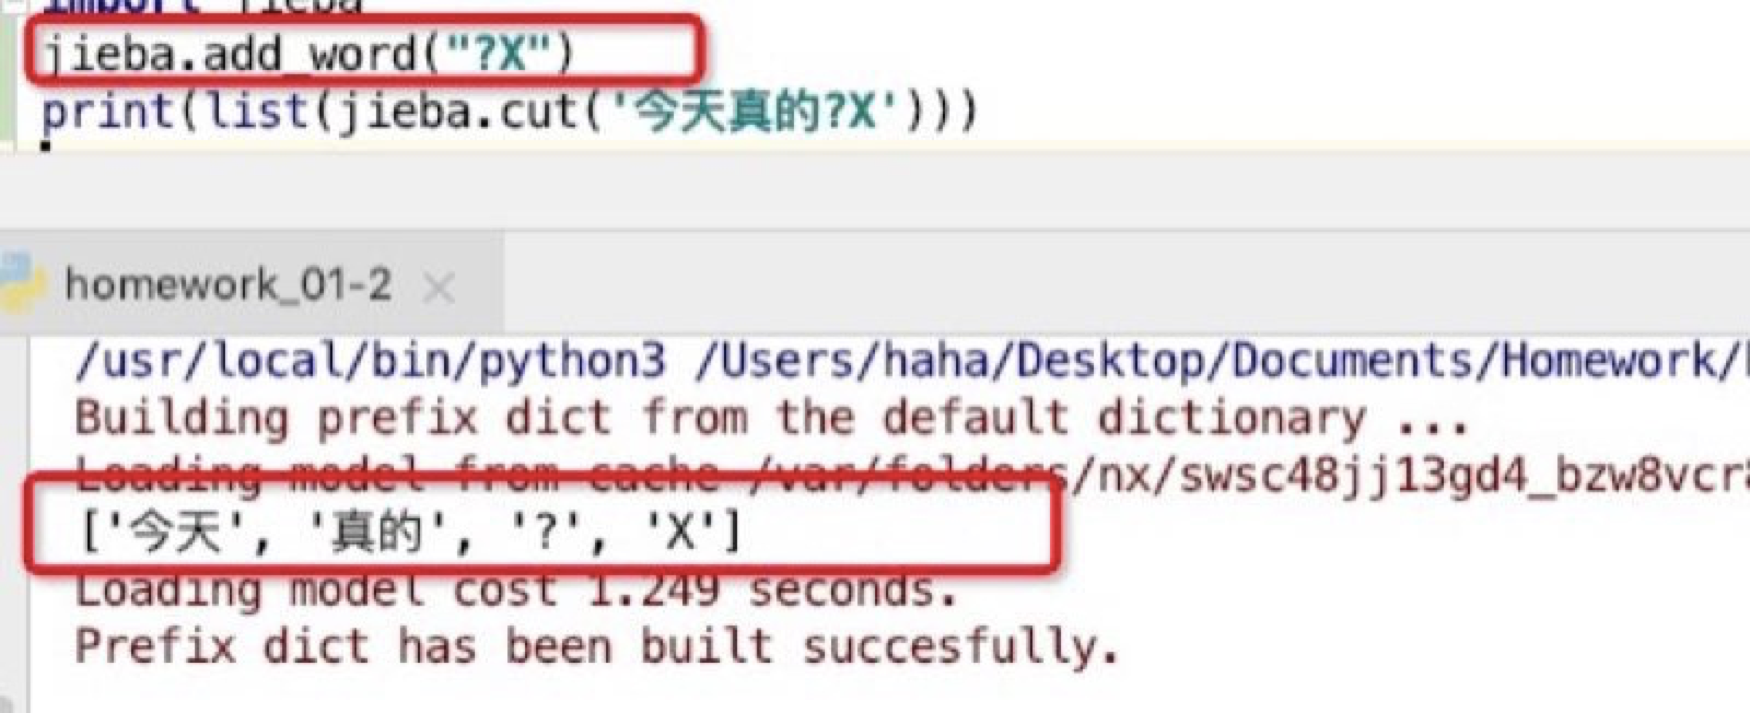 import jieba
jieba.add_word("?X")
print(list(jieba.cut('今天真的?X')))
homework_01-2
/usr/local/bin/python3 /Users/haha/Desktop/Documents/Homework/
Building prefix dict from the default dictionary ...
Loading model from cache /var/folders/nx/swsc48jj13gd4_bzw8vcr
['今天', '真的', '?', 'X']
Loading model cost 1.249 seconds.
Prefix dict has been built succesfully.